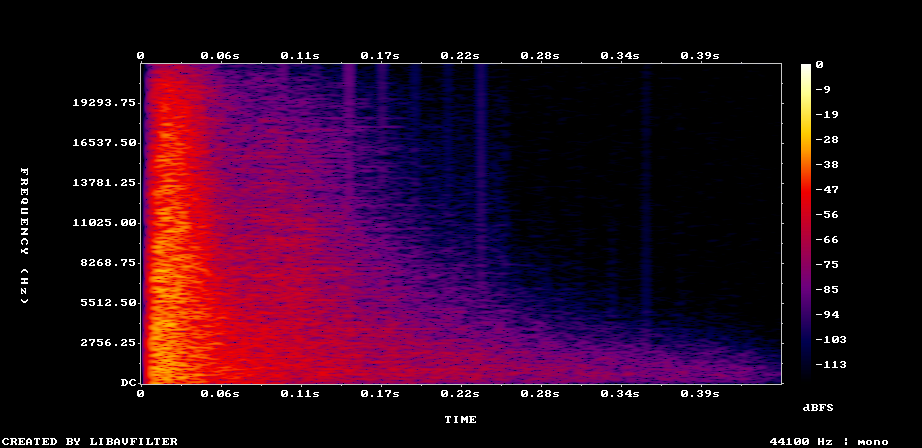 0 0.06s 0.11s 0.17s 0.22s 0.28s 0.34s 0.39s
0
-9
-19
-28
-38
-47
-56
-66
-75
-85
-94
-103
-113
dBFS
19293.75
16537.50
13781.25
11025.00
8268.75
5512.50
2756.25
DC
FREQUENCY (Hz)
0 0.06s 0.11s 0.17s 0.22s 0.28s 0.34s 0.39s
TIME
CREATED BY LIBAVFILTER
44100 Hz | mono